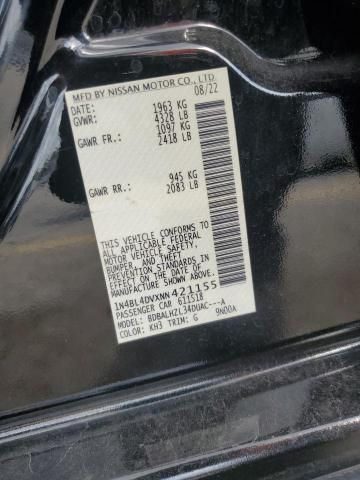 MFD BY NISSAN MOTOR CO., LTD
DATE: 08/22
GVWR: 1963 KG
4328 LB
GAWR FR.: 1097 KG
2418 LB
GAWR RR.: 945 KG
2083 LB
THIS VEHICLE CONFORMS TO
ALL APPLICABLE FEDERAL
MOTOR VEHICLE SAFETY,
BUMPER, AND THEFT
PREVENTION STANDARDS
IN EFFECT ON THE DATE OF
MANUFACTURE SHOWN ABOVE.
1N4BL4DVXNN421155
PASSENGER CAR 611518
MODEL: BDBALHZL34DUAC---A
COLOR: KH3 TRIM: G 9N00A